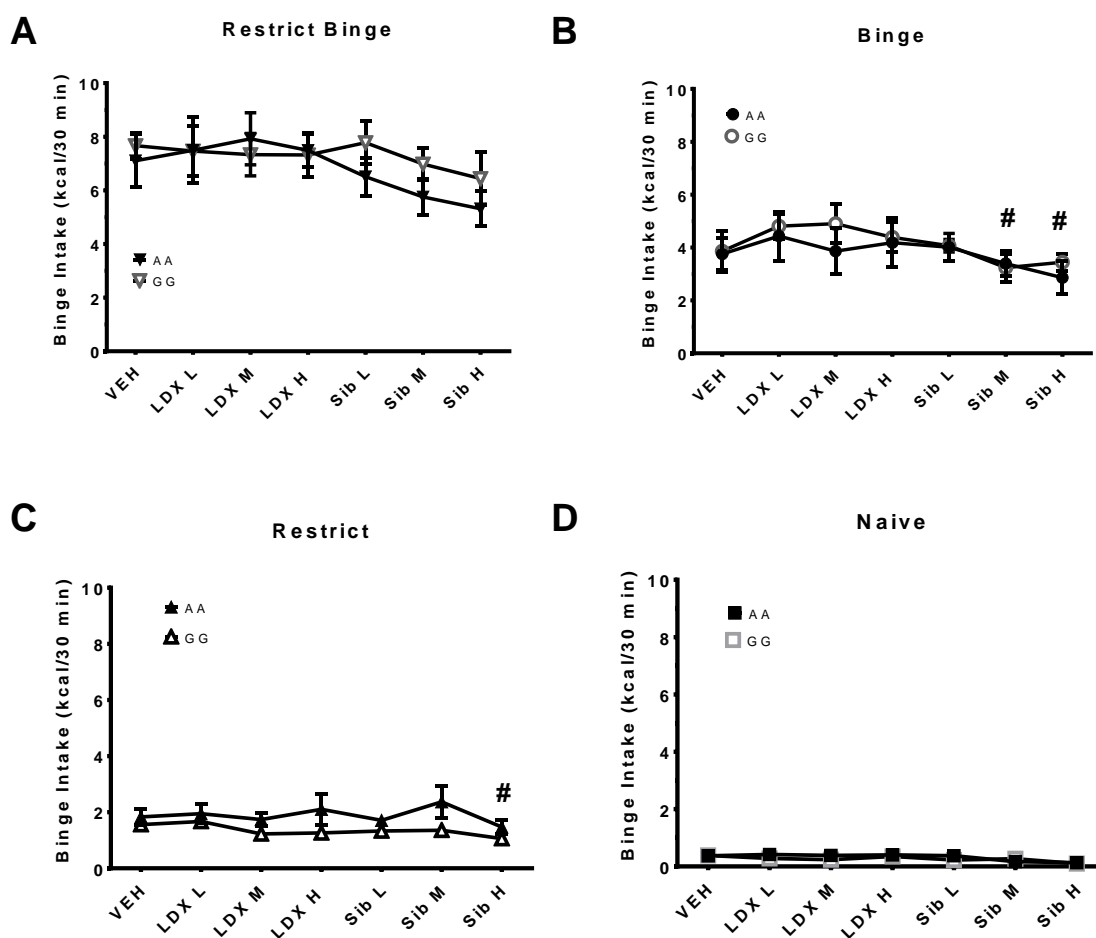 A
Restrict Binge
Binge Intake (kcal/30 min)
10
8
6
4
2
0
AA
GG
VEH
LDX L
LDX M
LDX H
Sib L
Sib M
Sib H
B
Binge
Binge Intake (kcal/30 min)
10
8
6
4
2
0
AA
GG
#
#
VEH
LDX L
LDX M
LDX H
Sib L
Sib M
Sib H
C
Restrict
Binge Intake (kcal/30 min)
10
8
6
4
2
0
AA
GG
#
VEH
LDX L
LDX M
LDX H
Sib L
Sib M
Sib H
D
Naive
Binge Intake (kcal/30 min)
10
8
6
4
2
0
AA
GG
VEH
LDX L
LDX M
LDX H
Sib L
Sib M
Sib H